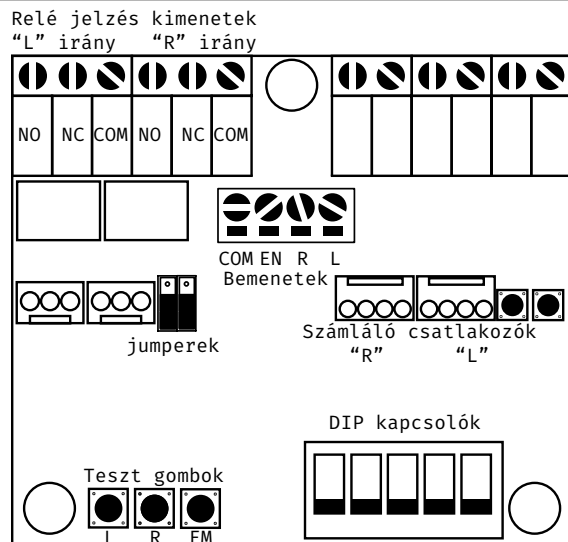 Relé jelzés kimenetek
“L” irány “R” irány
NO NC COM NO NC COM
COM EN R L
Bemenetek
jumperek
Számláló csatlakozók
“R” “L”
DIP kapcsolók
Teszt gombok
L R EM